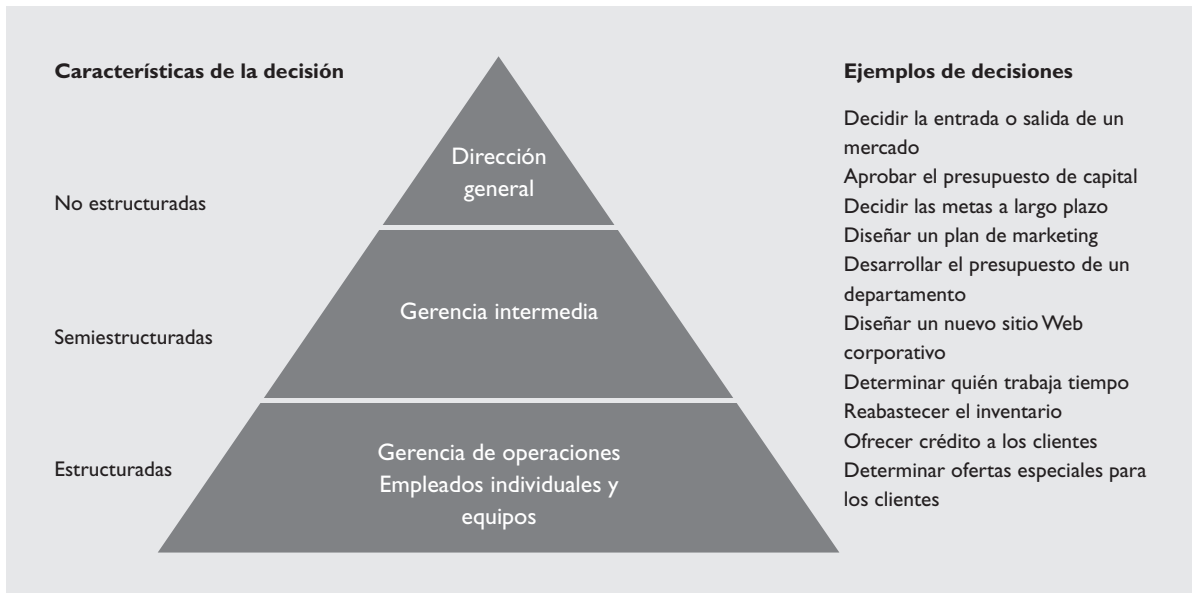 Características de la decisión
No estructuradas
Semiestructuradas
Estructuradas
Dirección
general
Gerencia intermedia
Gerencia de operaciones
Empleados individuales y
equipos
Ejemplos de decisiones
Decidir la entrada o salida de un
mercado
Aprobar el presupuesto de capital
Decidir las metas a largo plazo
Diseñar un plan de marketing
Desarrollar el presupuesto de un
departamento
Diseñar un nuevo sitio Web
corporativo
Determinar quién trabaja tiempo
Reabastecer el inventario
Ofrecer crédito a los clientes
Determinar ofertas especiales para
los clientes